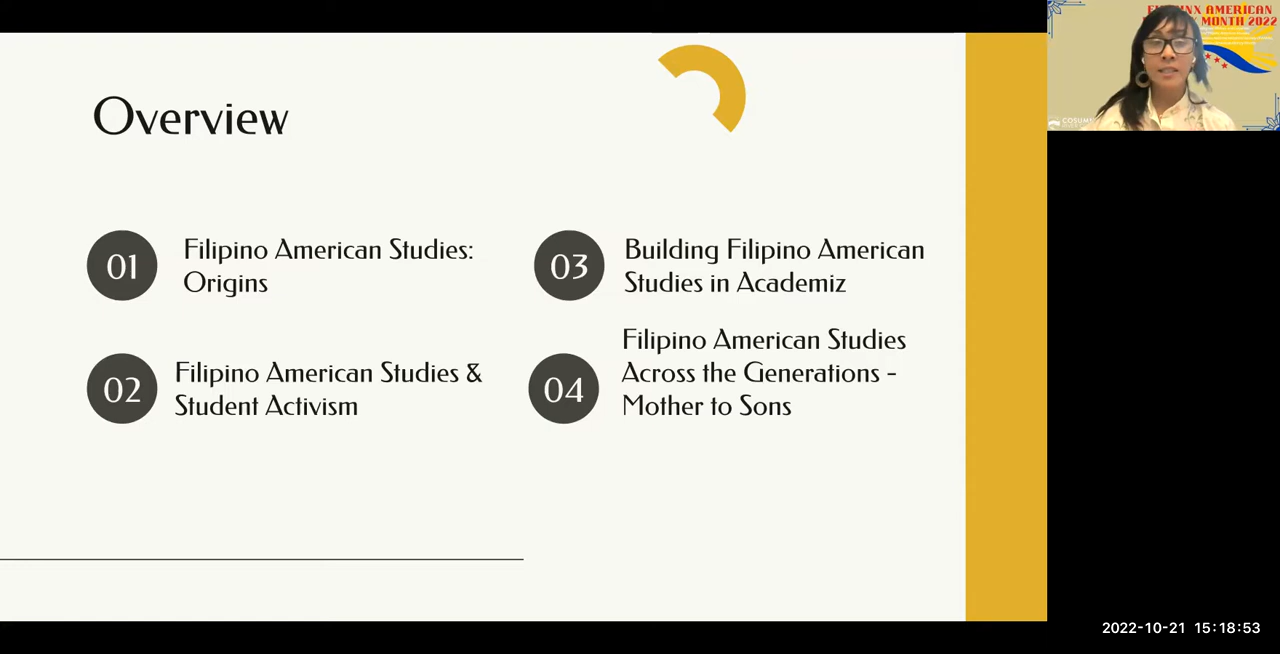 Overview
01
Filipino American Studies:
Origins
02
Filipino American Studies &
Student Activism
03
Building Filipino American
Studies in Academiz
04
Filipino American Studies
Across the Generations -
Mother to Sons
AMERICAN
MONTH 2022
2022-10-21 15:18:53